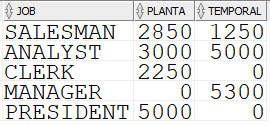 JOB PLANTA TEMPORAL
SALESMAN 2850 1250
ANALYST 3000 5000
CLERK 2250 0
MANAGER 0 5300
PRESIDENT 5000 0